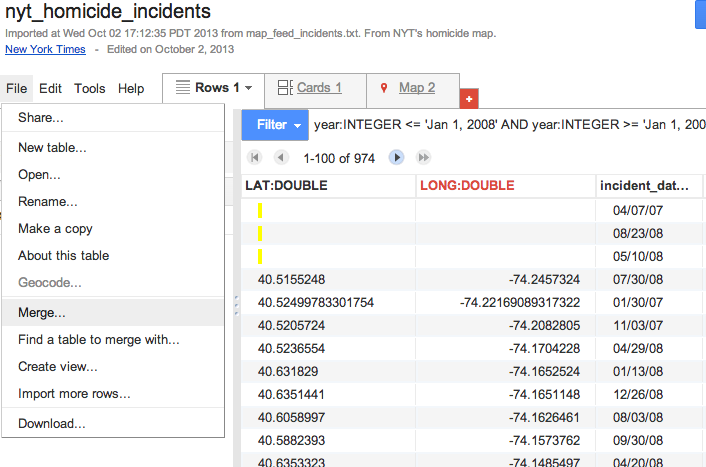 nyt_homicide_incidents
Imported at Wed Oct 02 17:12:35 PDT 2013 from map_feed_incidents.txt. From NYT's homicide map.
New York Times - Edited on October 2, 2013
File Edit Tools Help Rows 1 Cards 1 Map 2 +
Share...
New table...
Open...
Rename...
Make a copy
About this table
Geocode...
Merge...
Find a table to merge with...
Create view...
Import more rows...
Download...
Filter year:INTEGER <= 'Jan 1, 2008' AND year:INTEGER >= 'Jan 1, 200
1-100 of 974
LAT:DOUBLE LONG:DOUBLE incident_dat...
04/07/07
08/23/08
05/10/08
40.5155248 -74.2457324 07/30/08
40.52499783301754 -74.22169089317322 01/30/07
40.5205724 -74.2082805 11/03/07
40.5236554 -74.1704228 04/29/08
40.631829 -74.1652524 01/13/08
40.6351441 -74.1651148 12/26/08
40.6058997 -74.1626461 08/03/08
40.5882393 -74.1573762 09/30/08
40.6353323 -74.1485497 04/20/08